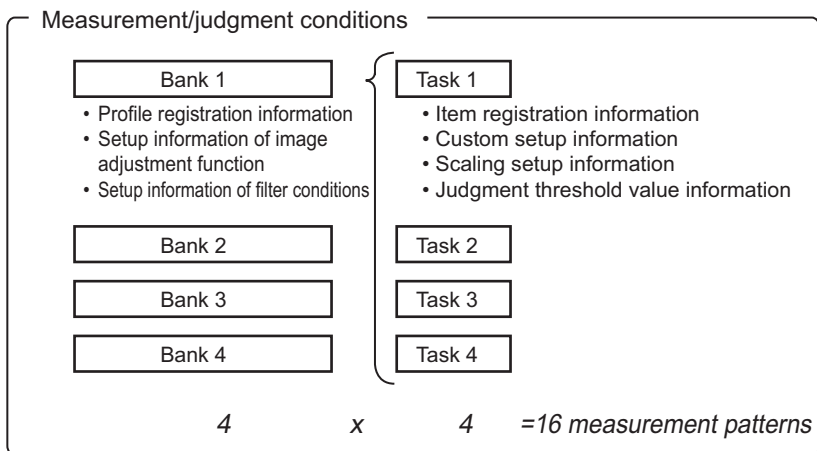 Measurement/judgment conditions
Bank 1
• Profile registration information
• Setup information of image
adjustment function
• Setup information of filter conditions
Task 1
• Item registration information
• Custom setup information
• Scaling setup information
• Judgment threshold value information
Bank 2
Task 2
Bank 3
Task 3
Bank 4
Task 4
4 x 4 =16 measurement patterns